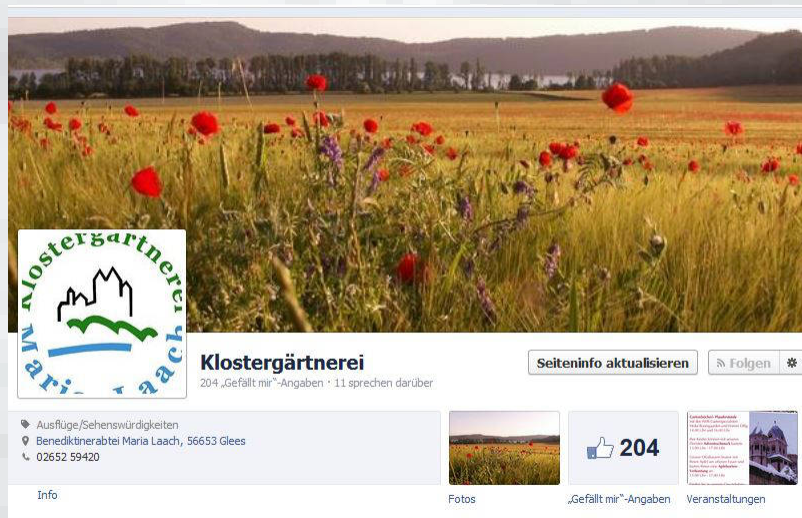 Klostergärtnerei
Maria Laach
Klostergärtnerei
204 „Gefällt mir“-Angaben · 11 sprechen darüber
Seiteninfo aktualisieren
Folgen
Ausflüge/Sehenswürdigkeiten
Benediktinerabtei Maria Laach, 56653 Glees
02652 59420
Info
204
Fotos
„Gefällt mir“-Angaben
Veranstaltungen